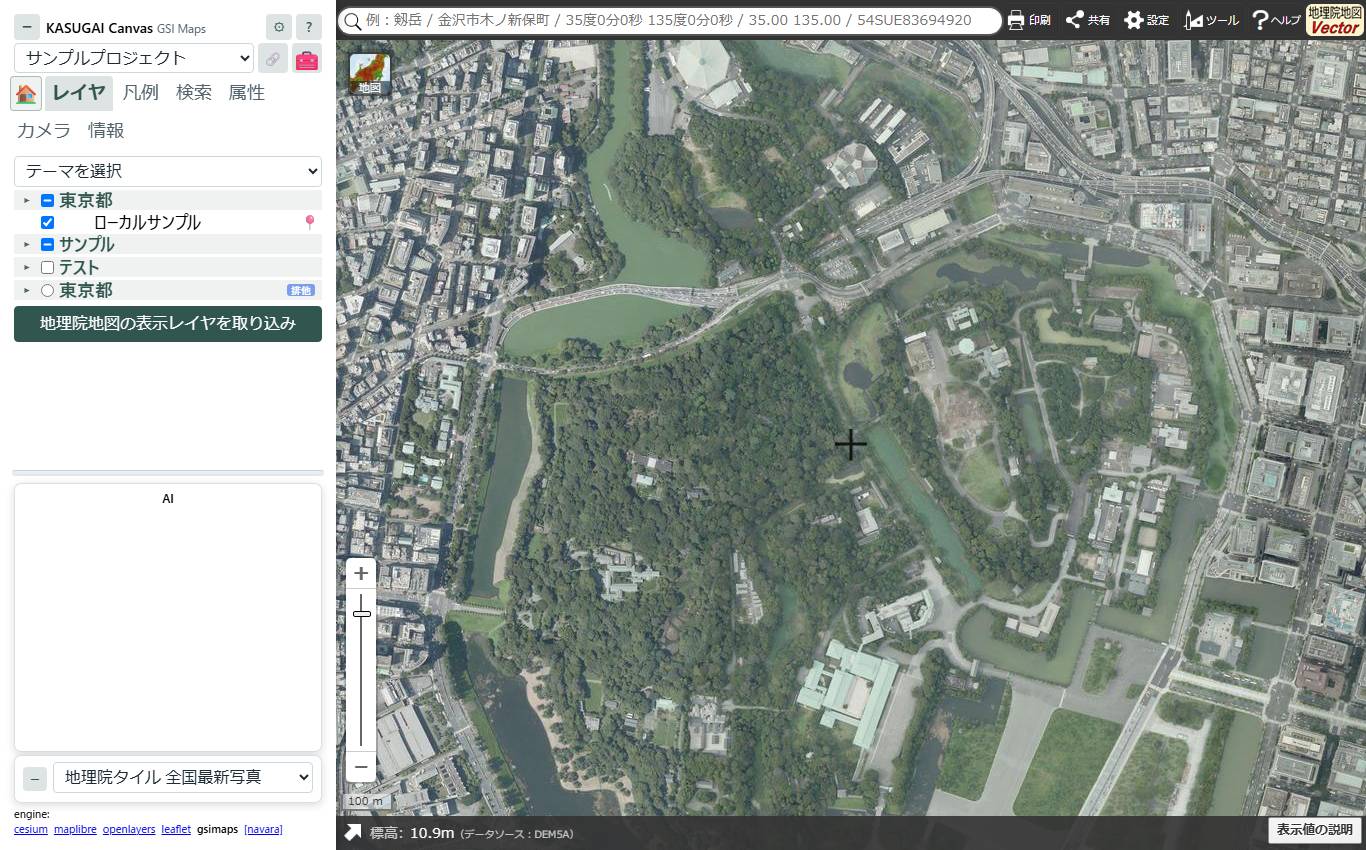 − KASUGAI Canvas GSI Maps ⚙ ?
サンプルプロジェクト
レイヤ 凡例 検索 属性
カメラ 情報
テーマを選択
東京都
ローカルサンプル
サンプル
テスト
東京都 排他
地理院地図の表示レイヤを取り込み
AI
− 地理院タイル 全国最新写真
engine:
cesium maplibre openlayers leaflet gsimaps [navara]
例：剱岳 / 金沢市木ノ新保町 / 35度0分0秒 135度0分0秒 / 35.00 135.00 / 54SUE83694920
印刷 共有 設定 ツール ヘルプ
地理院地図
Vector
地図
+
−
100 m
標高: 10.9m (データソース：DEM5A)
表示値の説明